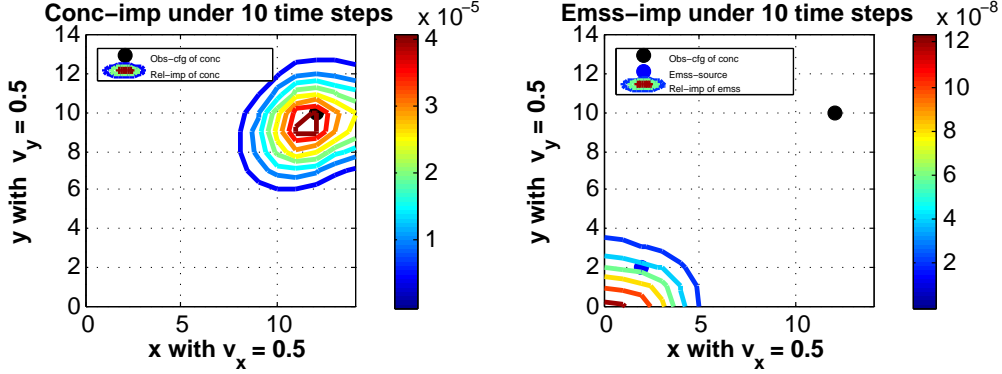 Conc-imp under 10 time steps
x 10^-5
14
12
10
8
6
4
2
0
0
5
10
y with v_y = 0.5
x with v_x = 0.5
Obs-cfg of conc
Rel-imp of conc
4
3
2
1
Emss-imp under 10 time steps
x 10^-8
14
12
10
8
6
4
2
0
0
5
10
y with v_y = 0.5
x with v_x = 0.5
Obs-cfg of conc
Emss-source
Rel-imp of emss
12
10
8
6
4
2
0